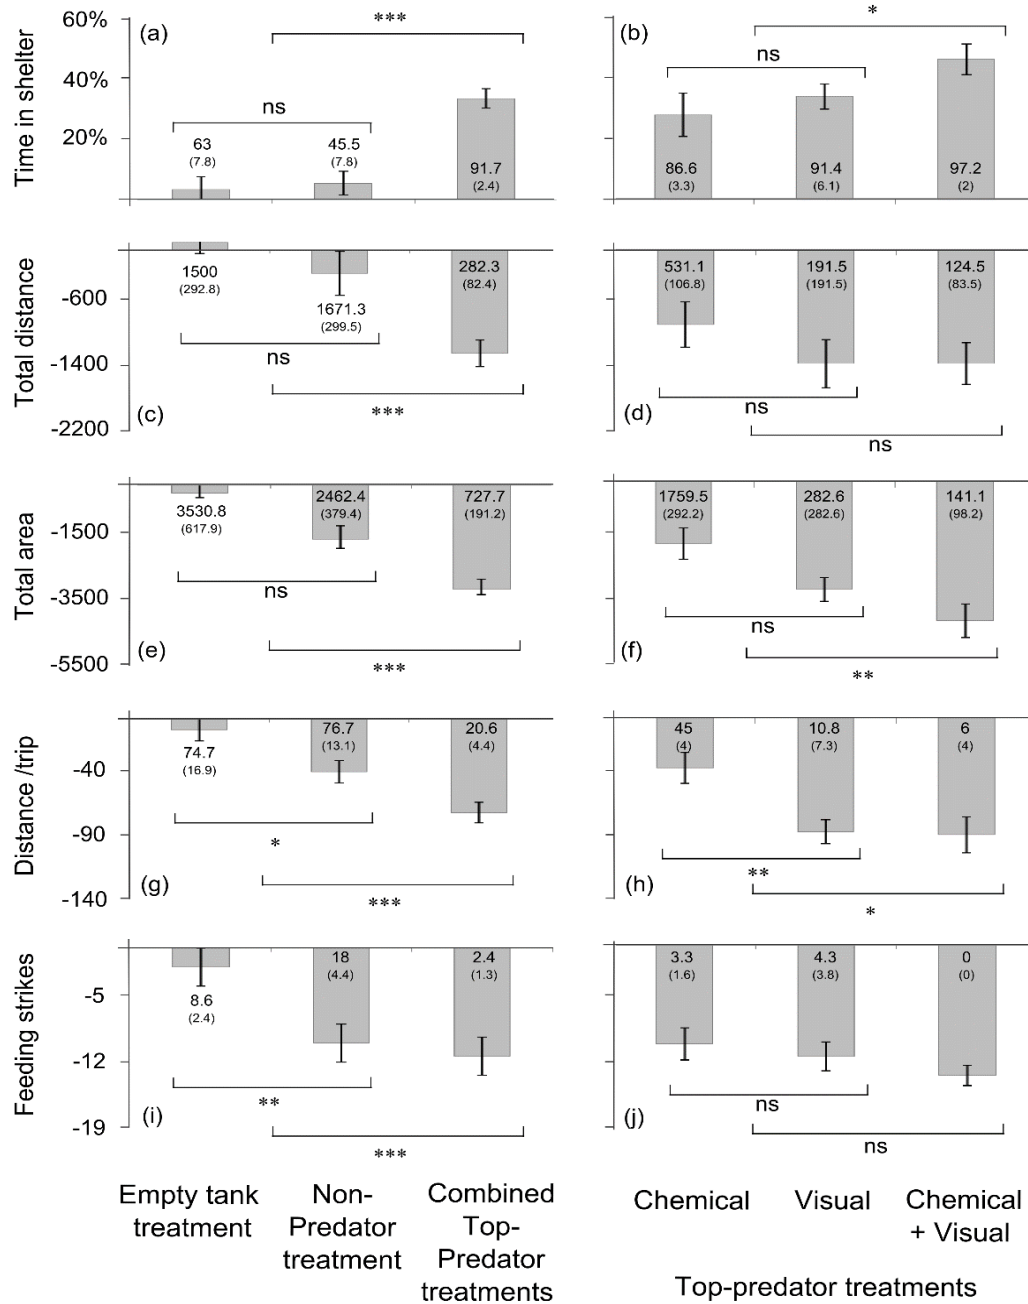 60%
40%
20%
Time in shelter
(a)
***
ns
63
(7.8)
45.5
(7.8)
91.7
(2.4)
(b)
*
ns
86.6
(3.3)
91.4
(6.1)
97.2
(2)
-600
-1400
-2200
Total distance
1500
(292.8)
1671.3
(299.5)
282.3
(82.4)
ns
***
(c)
531.1
(106.8)
191.5
(191.5)
124.5
(83.5)
ns
ns
(d)
-1500
-3500
-5500
Total area
3530.8
(617.9)
2462.4
(379.4)
727.7
(191.2)
ns
***
(e)
1759.5
(292.2)
282.6
(282.6)
141.1
(98.2)
ns
**
(f)
-40
-90
-140
Distance /trip
74.7
(16.9)
76.7
(13.1)
20.6
(4.4)
*
***
(g)
45
(4)
10.8
(7.3)
6
(4)
**
*
(h)
-5
-12
-19
Feeding strikes
8.6
(2.4)
18
(4.4)
2.4
(1.3)
**
***
(i)
3.3
(1.6)
4.3
(3.8)
0
(0)
ns
ns
(j)
Empty tank
treatment
Non-
Predator
treatment
Combined
Top-
Predator
treatments
Chemical
Visual
Chemical
+ Visual
Top-predator treatments